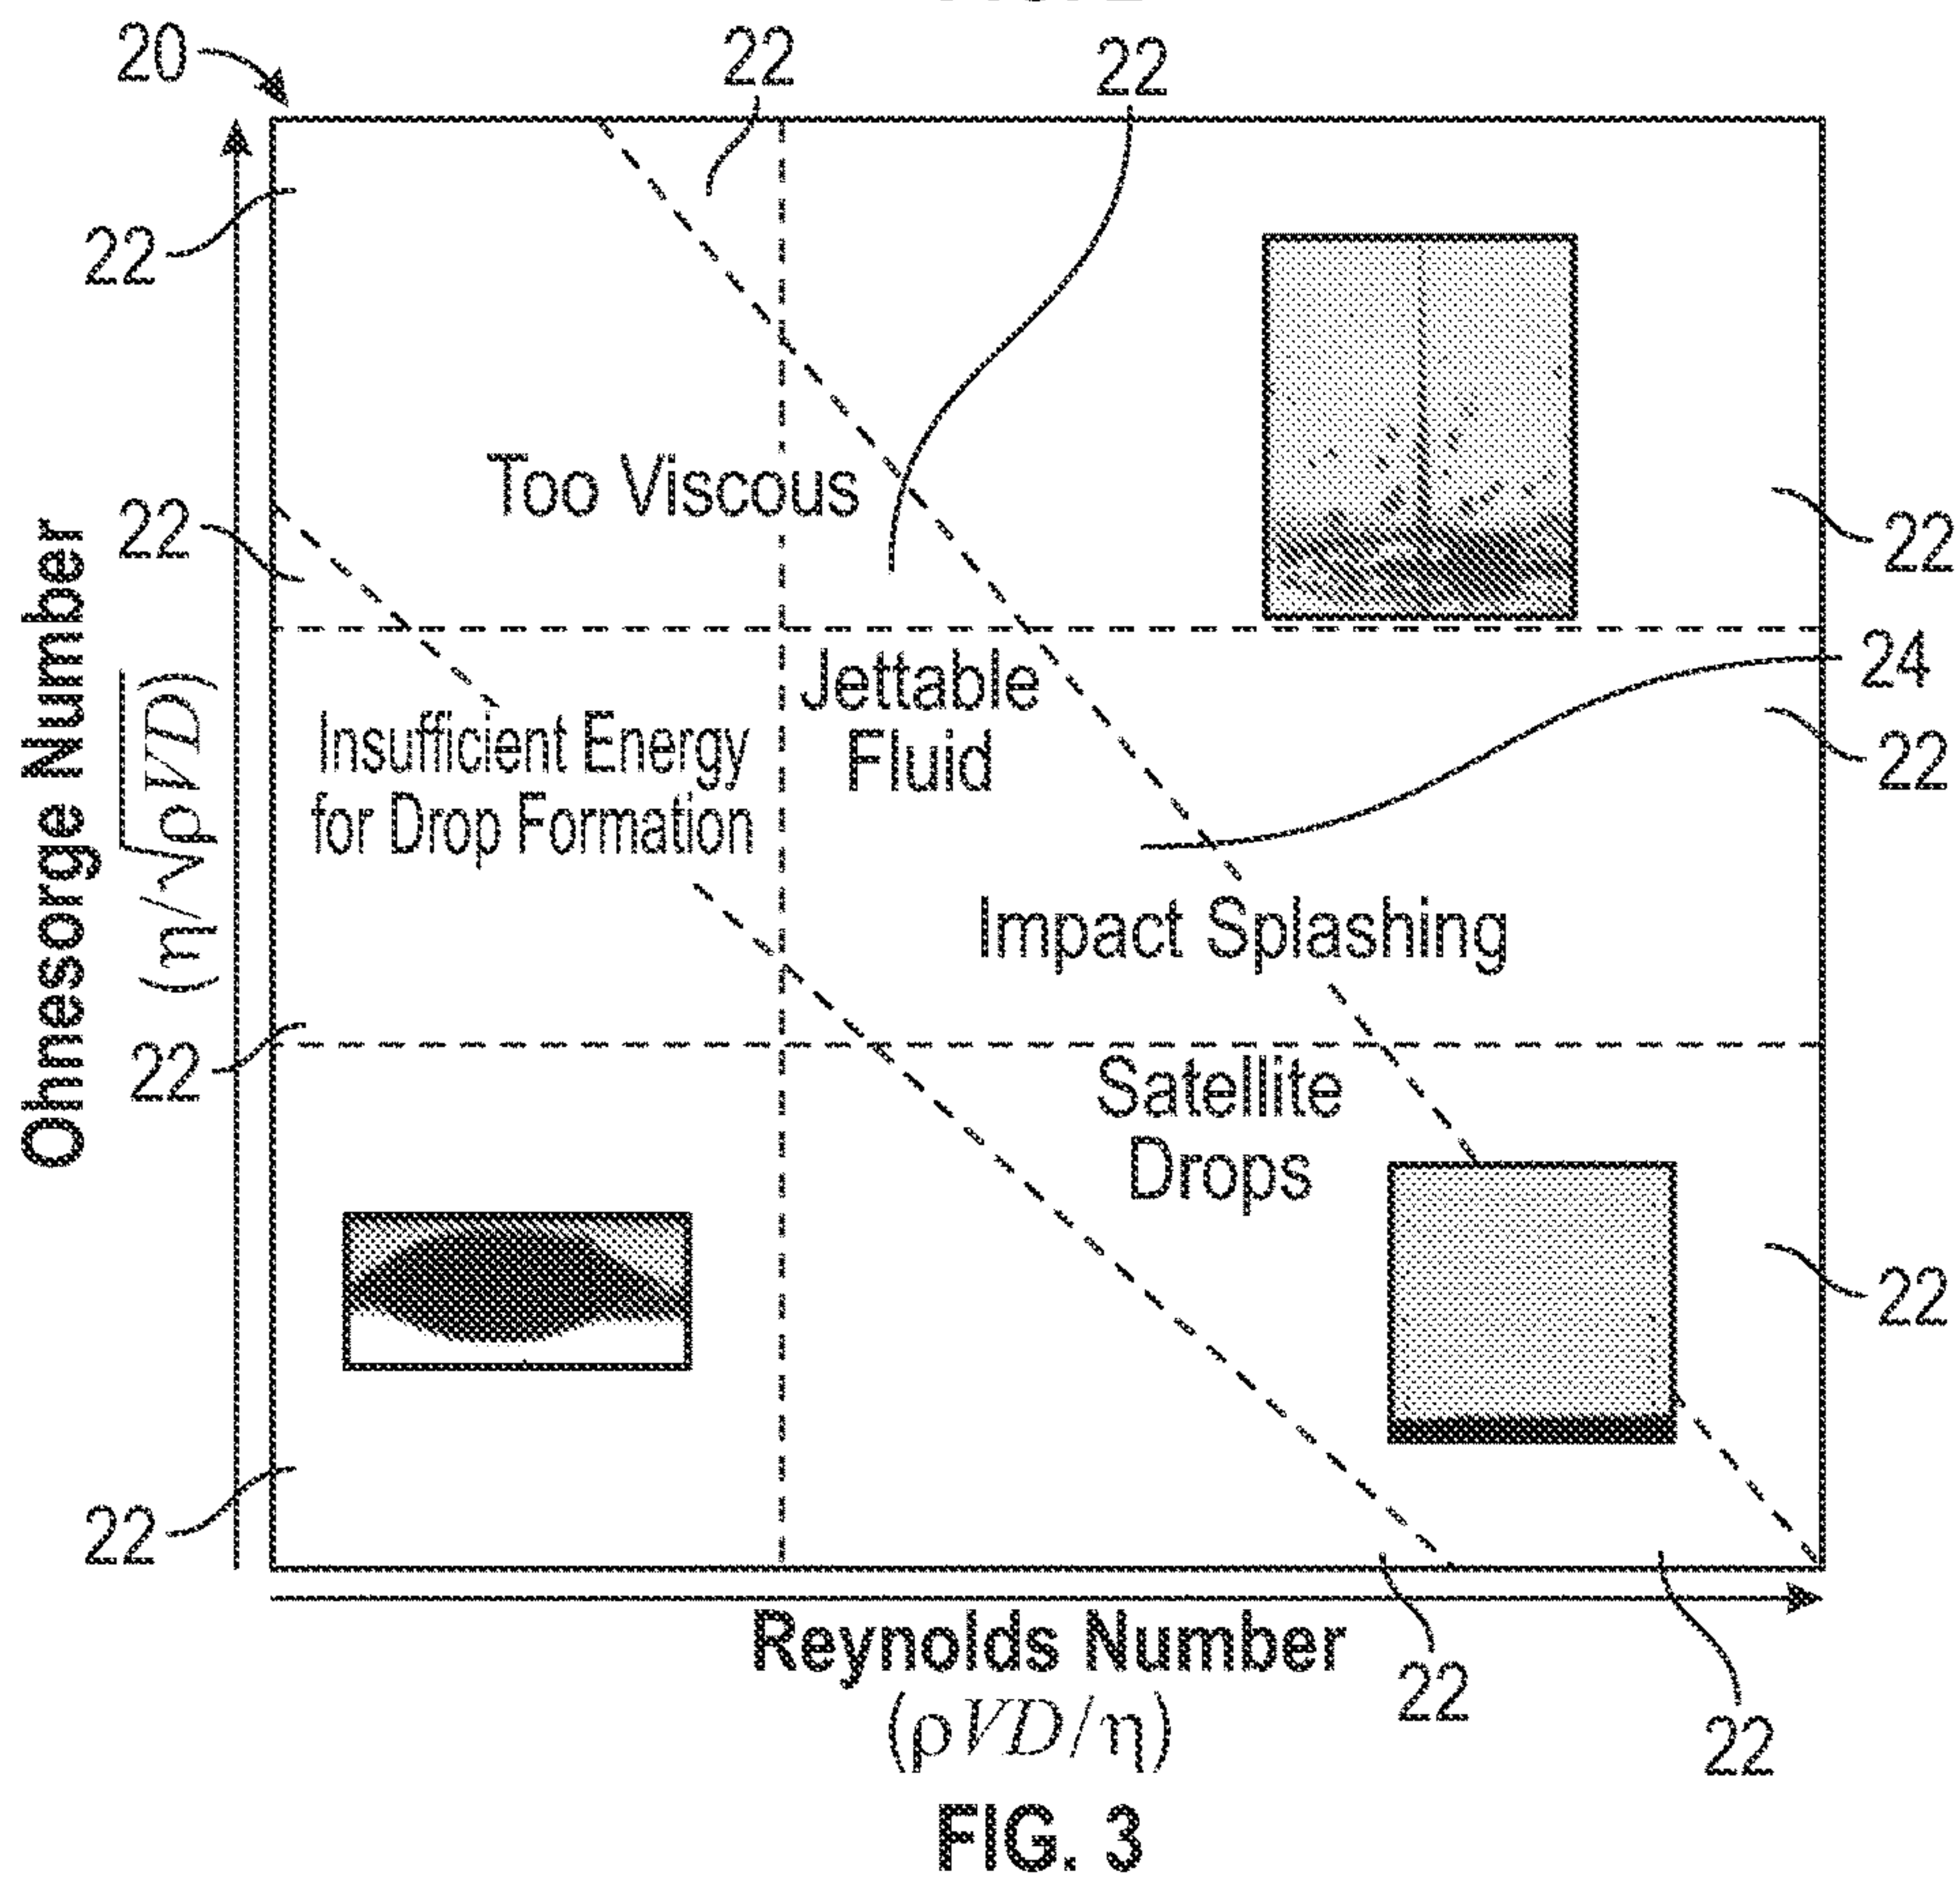 20
22
22
22
Too Viscous
22
22
Jettable
Fluid
24
22
Insufficient Energy
for Drop Formation
Impact Splashing
22
Satellite
Drops
22
22
Ohnesorge Number
(η/√ρVD)
Reynolds Number
(ρVD/η)
22
22
FIG. 3